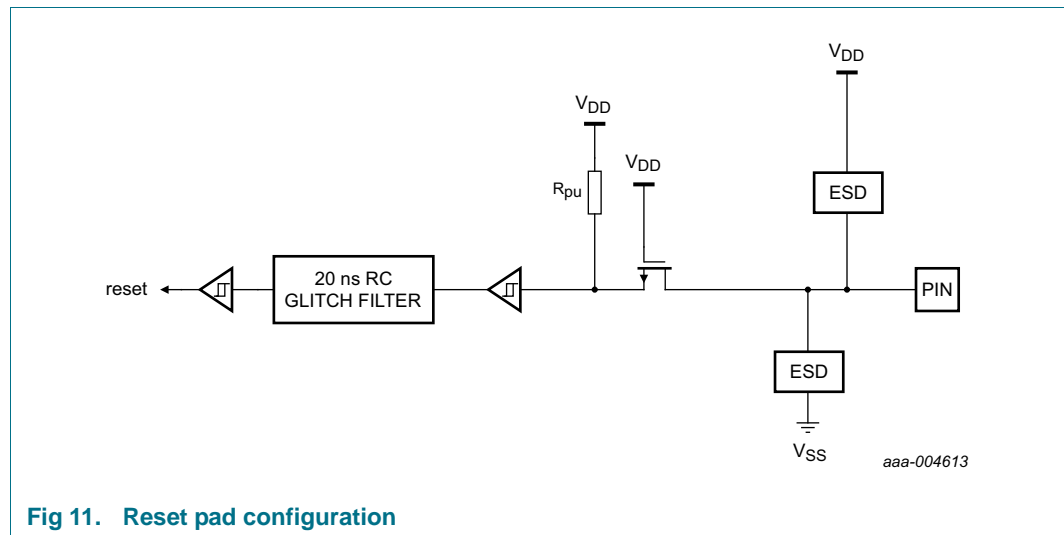 VDD
VDD
VDD
Rpu
ESD
reset
20 ns RC
GLITCH FILTER
PIN
ESD
VSS
aaa-004613
Fig 11. Reset pad configuration